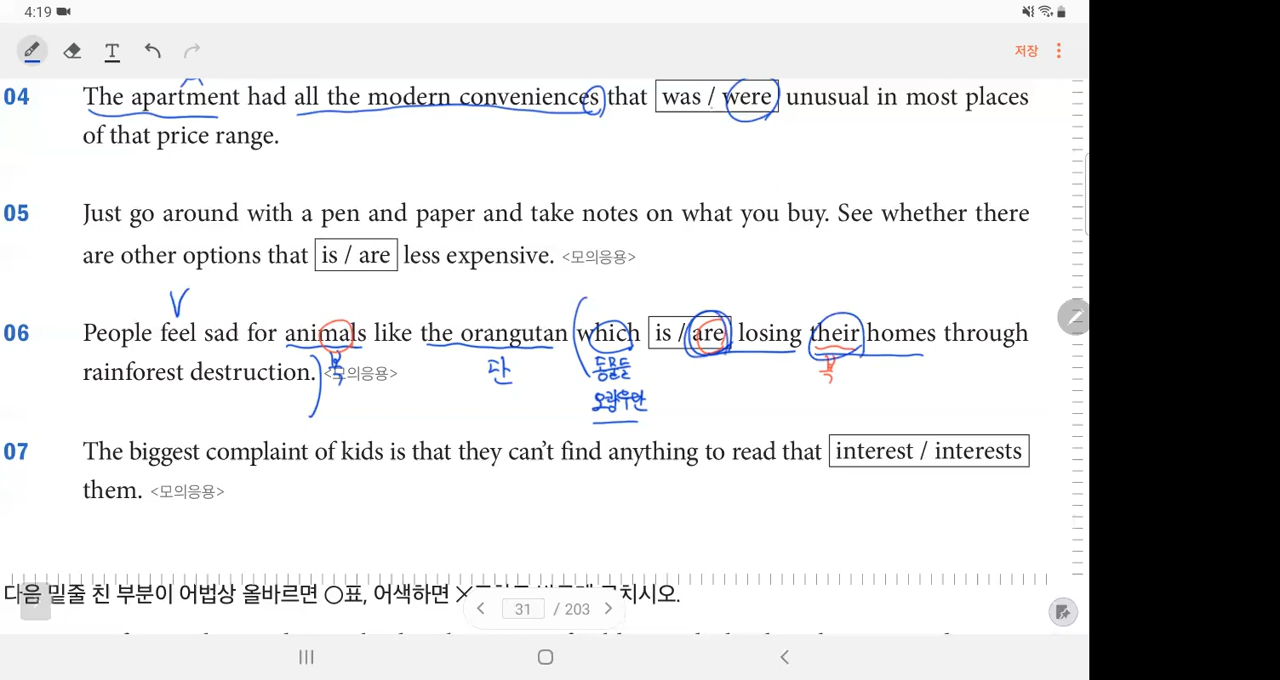 4:19
T
저장
04 The apartment had all the modern conveniences that was / were unusual in most places
of that price range.
05 Just go around with a pen and paper and take notes on what you buy. See whether there
are other options that is / are less expensive. <모의응용>
06 People feel sad for animals like the orangutan which is / are losing their homes through
복 단 동물들 복
rainforest destruction. <모의응용>
오랑우탄
07 The biggest complaint of kids is that they can't find anything to read that interest / interests
them. <모의응용>
다음 밑줄 친 부분이 어법상 올바르면 ○표, 어색하면 ×
31 / 203